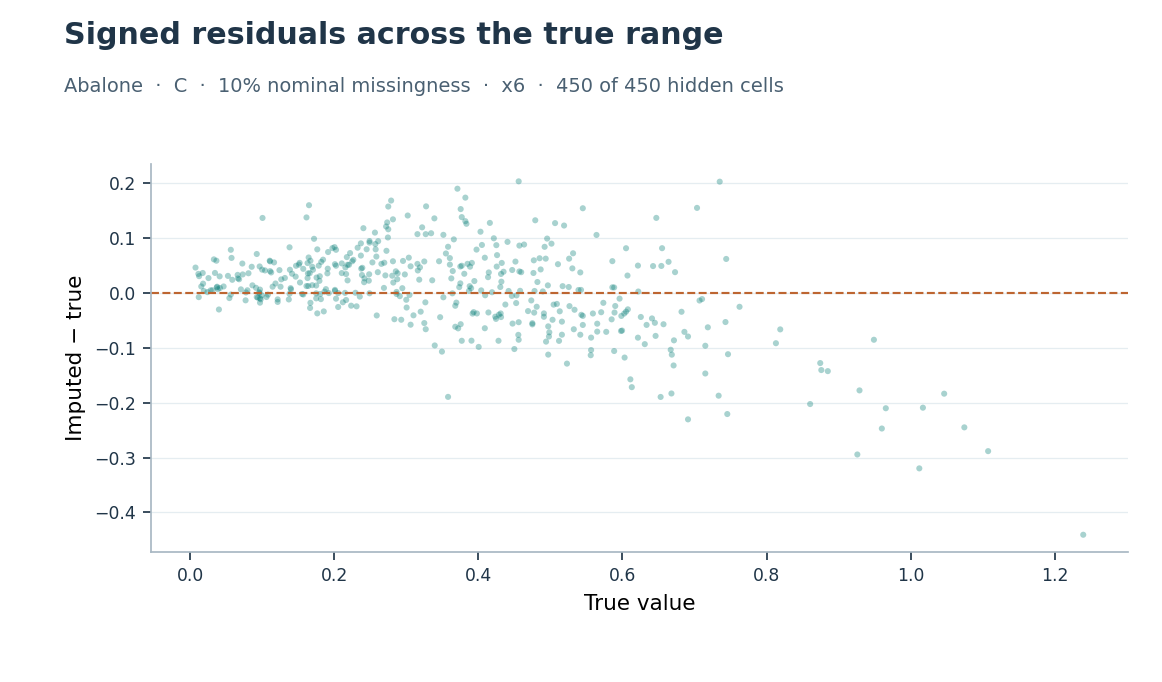 Signed residuals across the true range
Abalone · C · 10% nominal missingness · x6 · 450 of 450 hidden cells
Imputed − true
0.2
0.1
0.0
−0.1
−0.2
−0.3
−0.4
0.0 0.2 0.4 0.6 0.8 1.0 1.2
True value